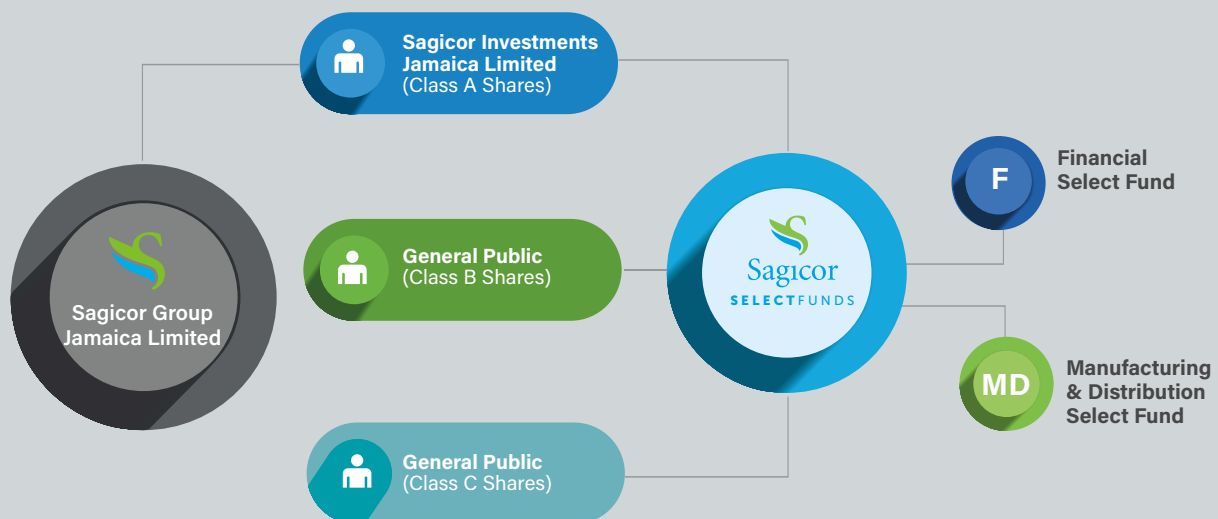 Sagicor Group
Jamaica Limited
Sagicor Investments
Jamaica Limited
(Class A Shares)
General Public
(Class B Shares)
General Public
(Class C Shares)
Sagicor
SELECTFUNDS
F
Financial
Select Fund
MD
Manufacturing
& Distribution
Select Fund